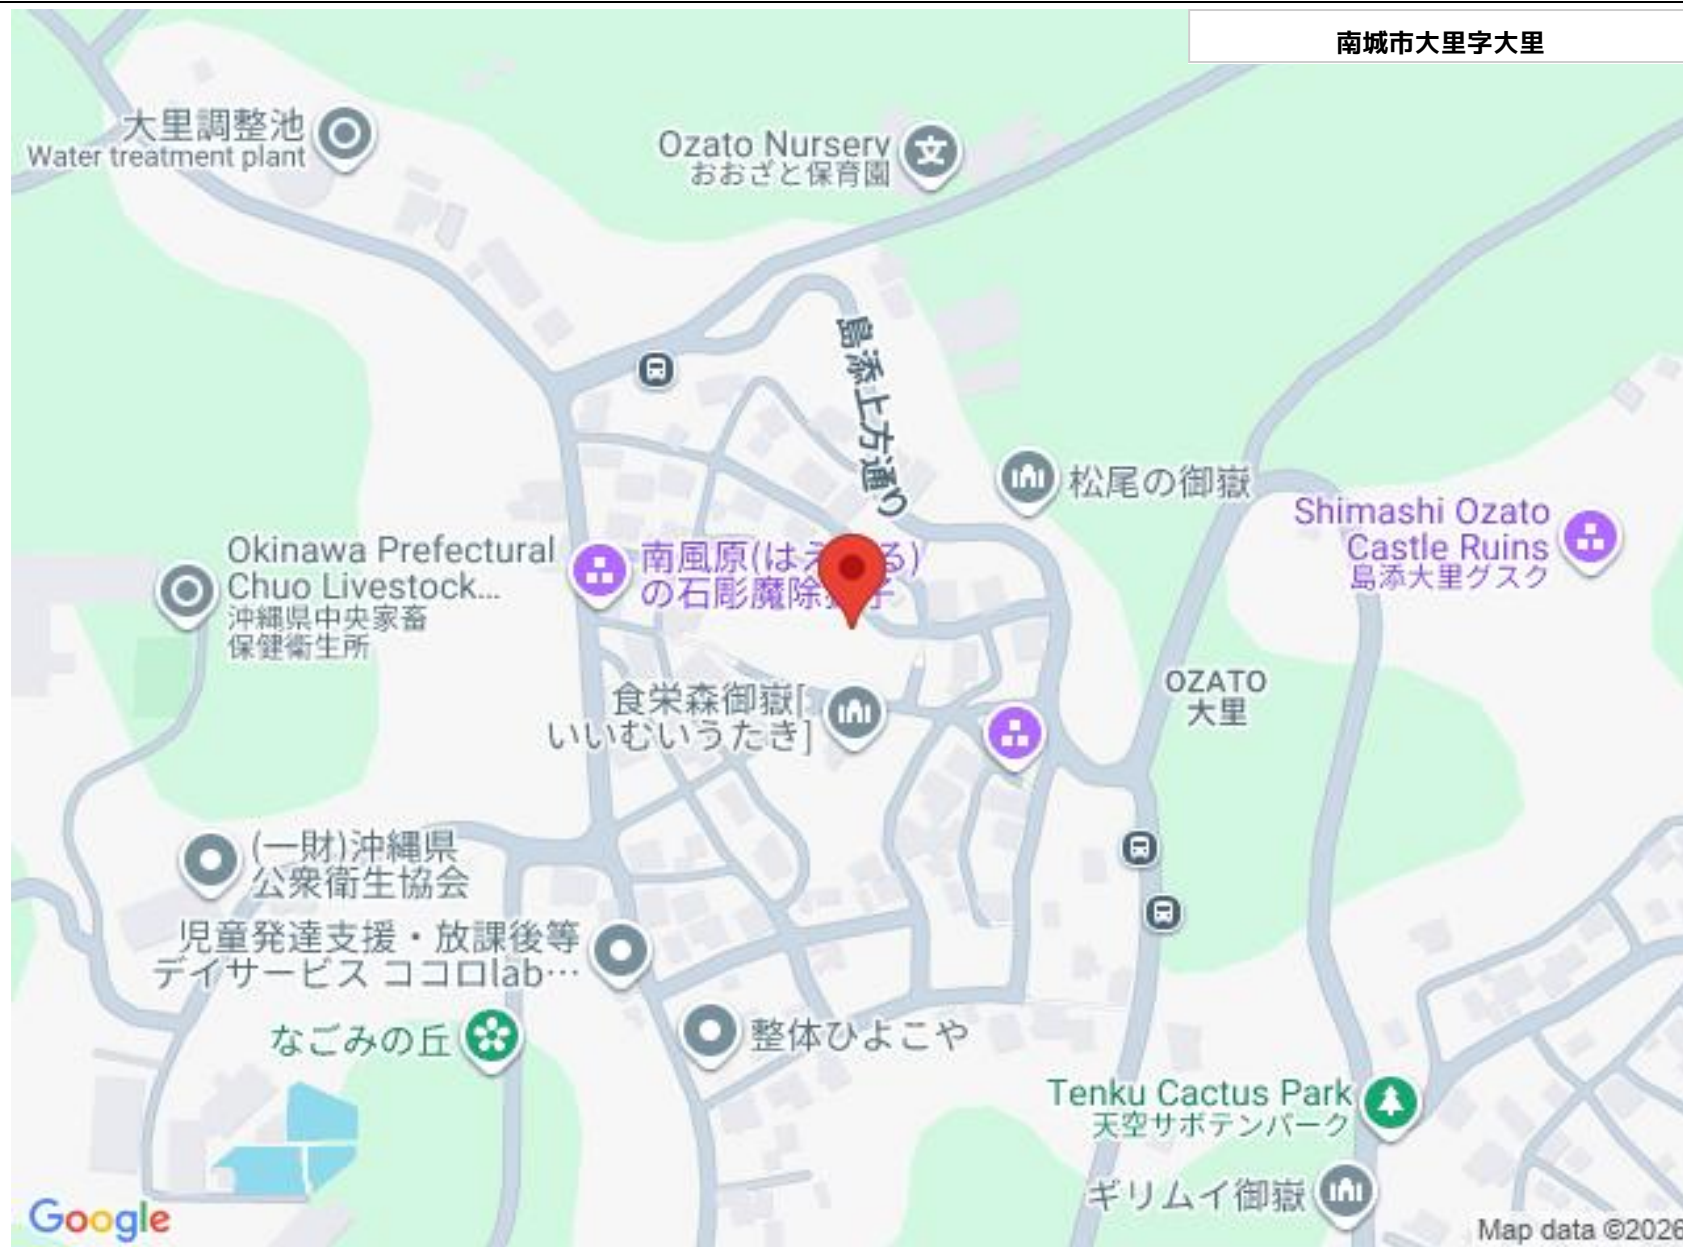 南城市大里字大里
大里調整池
Water treatment plant
Ozato Nursery
おおざと保育園
島添上方通り
松尾の御嶽
Shimashi Ozato
Castle Ruins
島添大里グスク
Okinawa Prefectural
Chuo Livestock...
沖縄県中央家畜
保健衛生所
南風原(はえ る)
の石彫魔除 子
OZATO
大里
食栄森御嶽[
いいむいうたき]
(一財)沖縄県
公衆衛生協会
児童発達支援・放課後等
デイサービス ココロlab…
なごみの丘
整体ひよこや
Tenku Cactus Park
天空サボテンパーク
ギリムイ御嶽
Google
Map data ©2026